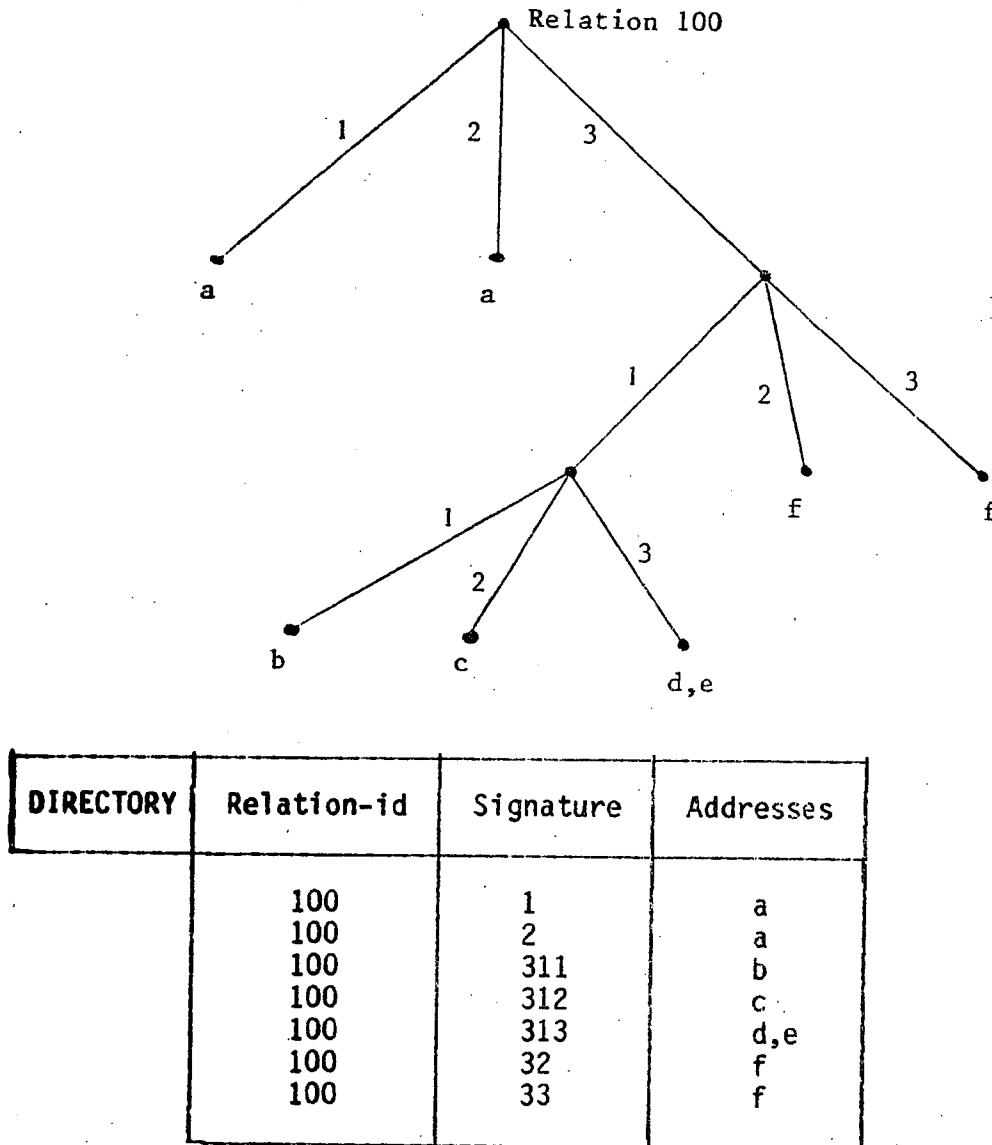 Relation 100
1 2 3
a a
1 2 3
f f
1 2 3
b c d,e
DIRECTORY Relation-id Signature Addresses
100 1 a
100 2 a
100 311 b
100 312 c
100 313 d,e
100 32 f
100 33 f